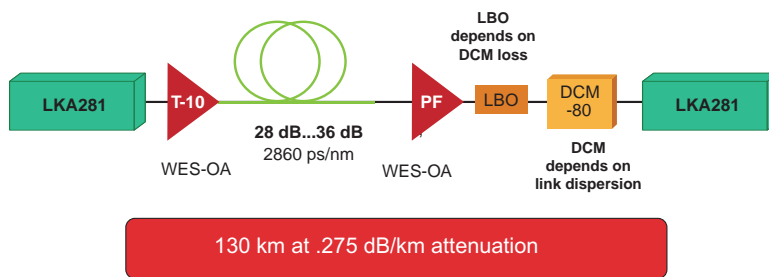 LBO
depends on
DCM loss
LKA281
T-10
PF
LBO
DCM
-80
LKA281
28 dB...36 dB
2860 ps/nm
WES-OA
WES-OA
DCM
depends on
link dispersion
130 km at .275 dB/km attenuation